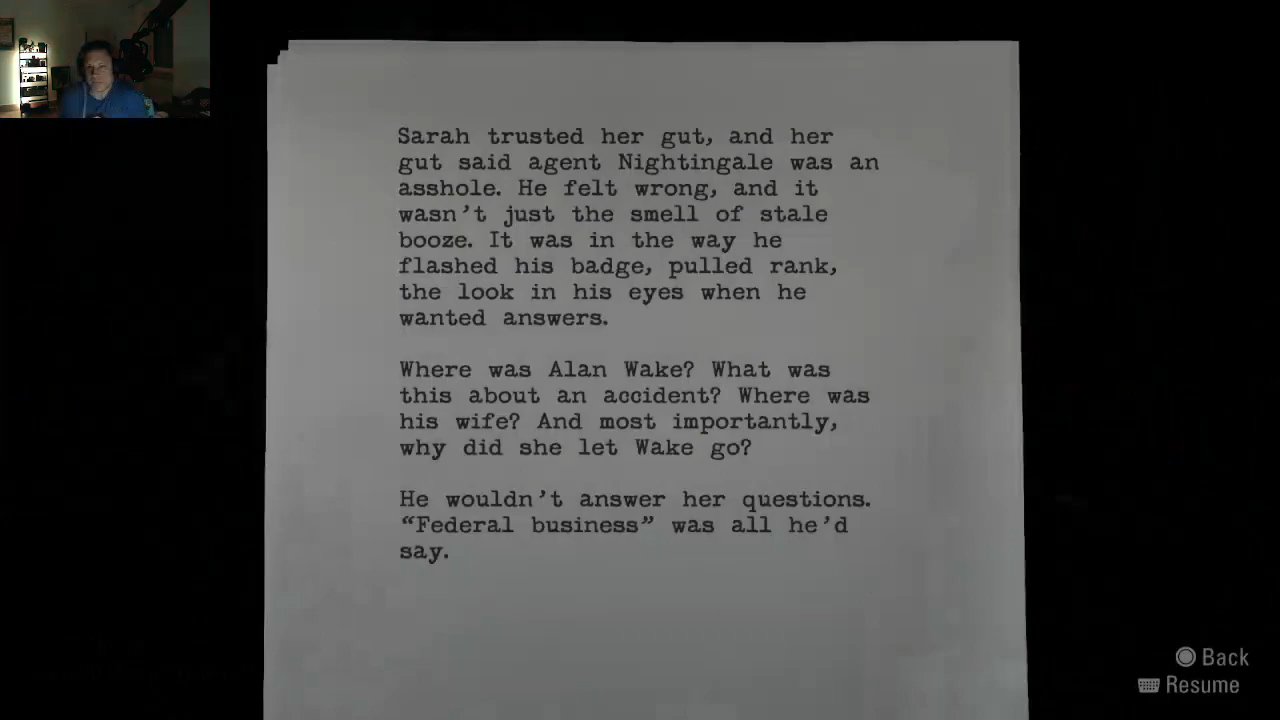 Sarah trusted her gut, and her
gut said agent Nightingale was an
asshole. He felt wrong, and it
wasn't just the smell of stale
booze. It was in the way he
flashed his badge, pulled rank,
the look in his eyes when he
wanted answers.
Where was Alan Wake? What was
this about an accident? Where was
his wife? And most importantly,
why did she let Wake go?
He wouldn't answer her questions.
“Federal business” was all he'd
say.
Back
Resume